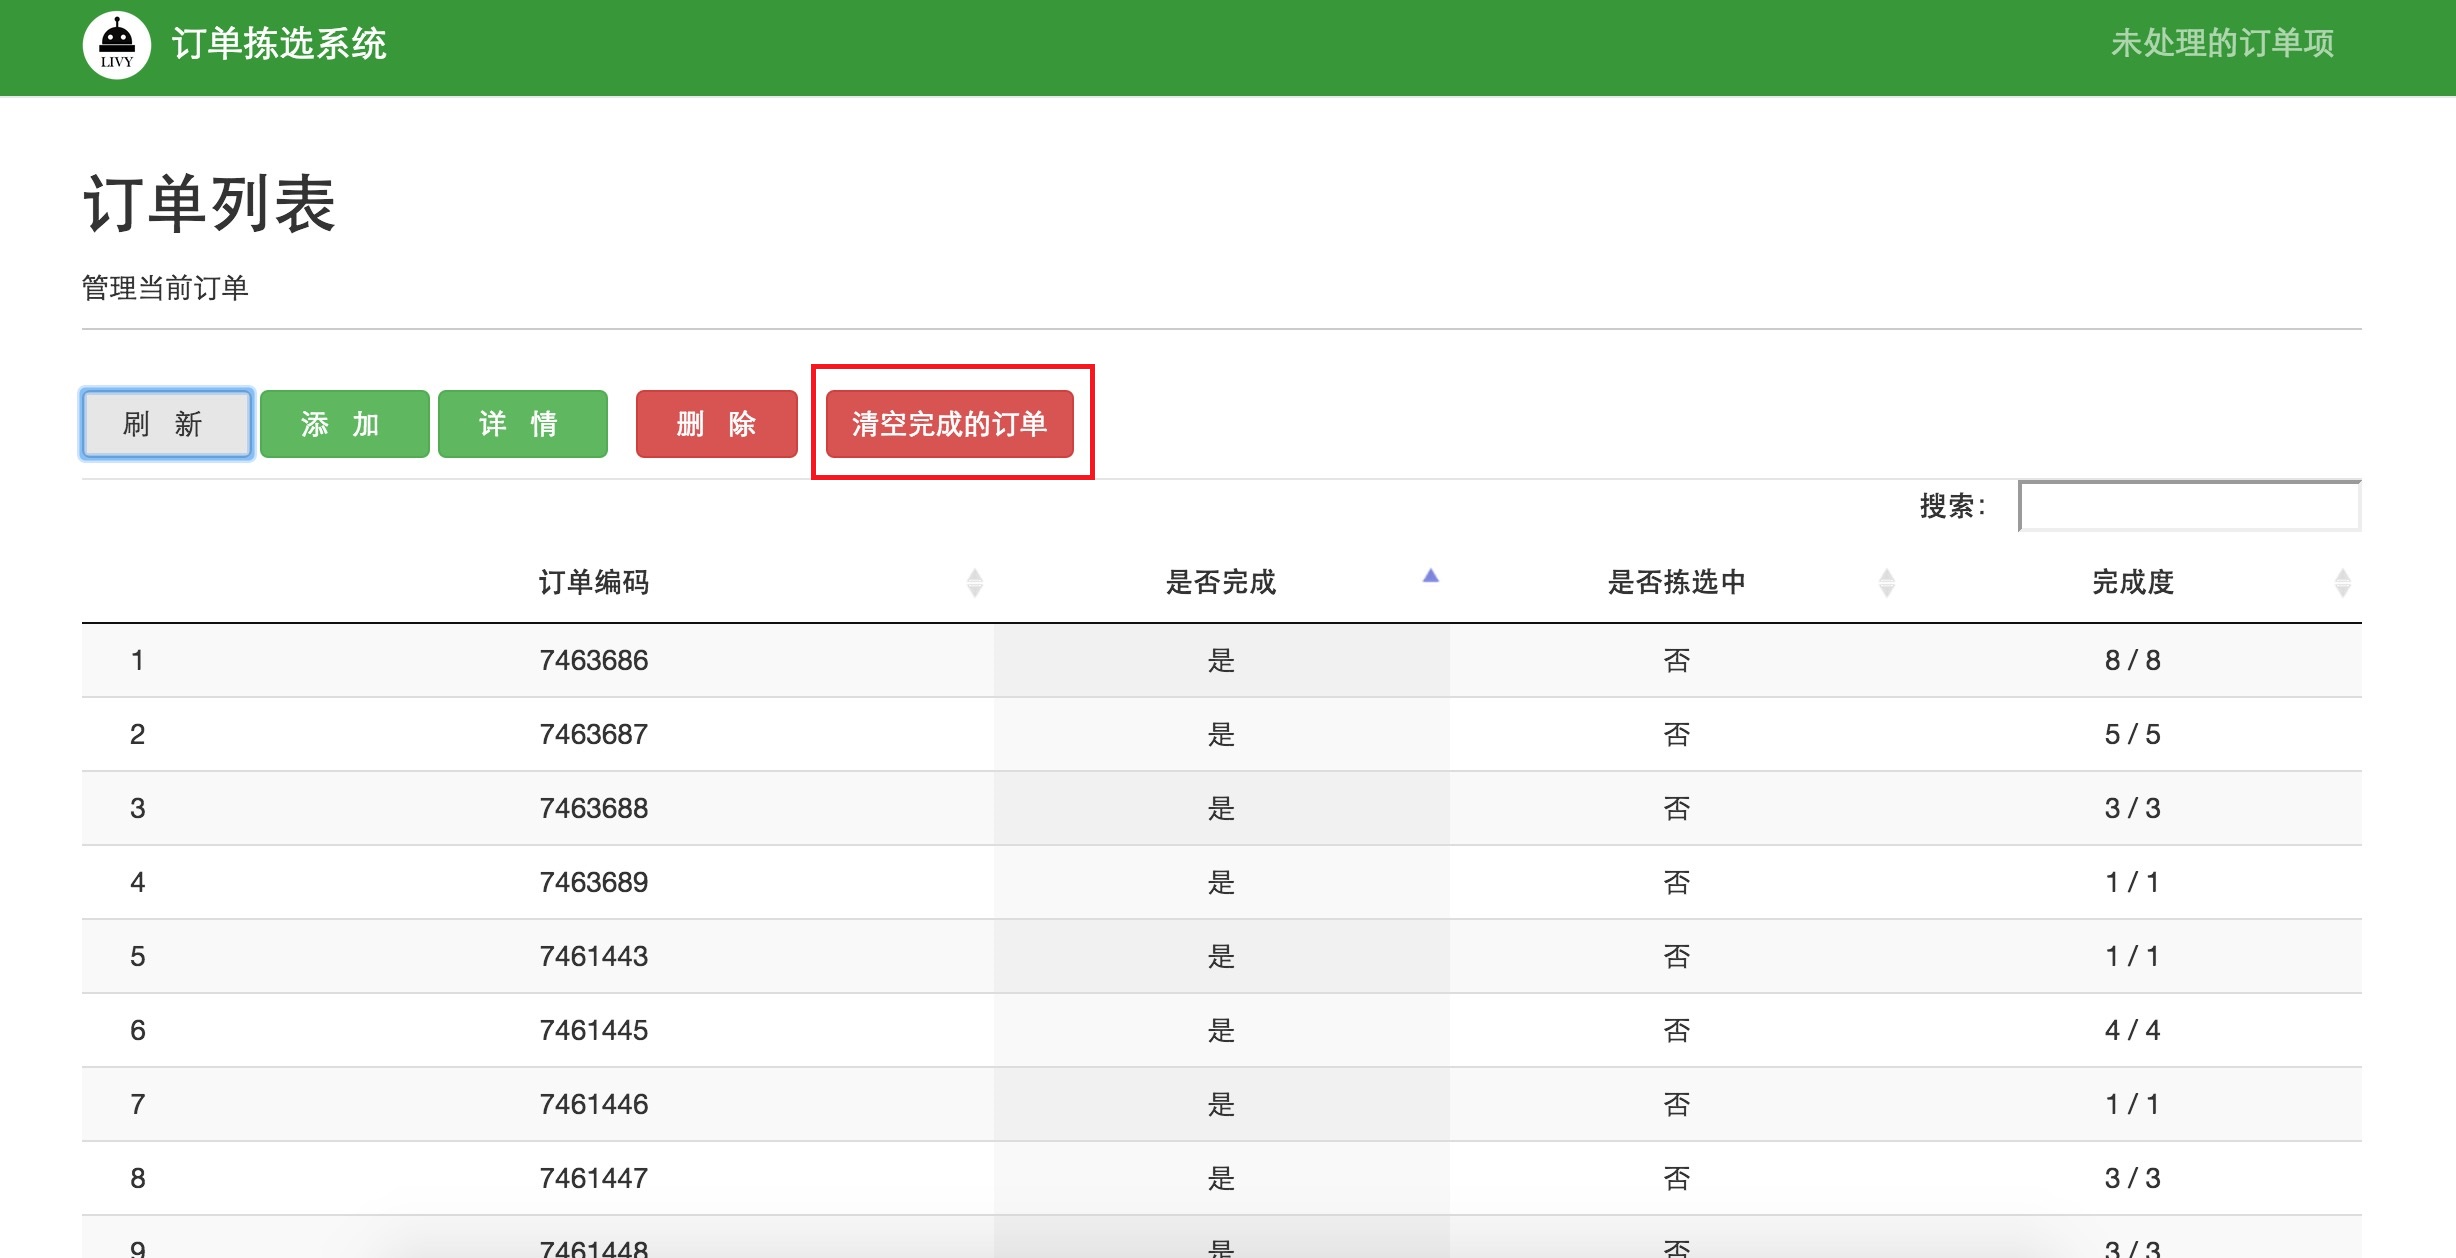 LIVY 订单拣选系统 未处理的订单项
订单列表
管理当前订单
刷 新 添 加 详 情 删 除 清空完成的订单
搜索：
订单编码 是否完成 是否拣选中 完成度
1 7463686 是 否 8 / 8
2 7463687 是 否 5 / 5
3 7463688 是 否 3 / 3
4 7463689 是 否 1 / 1
5 7461443 是 否 1 / 1
6 7461445 是 否 4 / 4
7 7461446 是 否 1 / 1
8 7461447 是 否 3 / 3
9 7461448 是 否 3 / 3